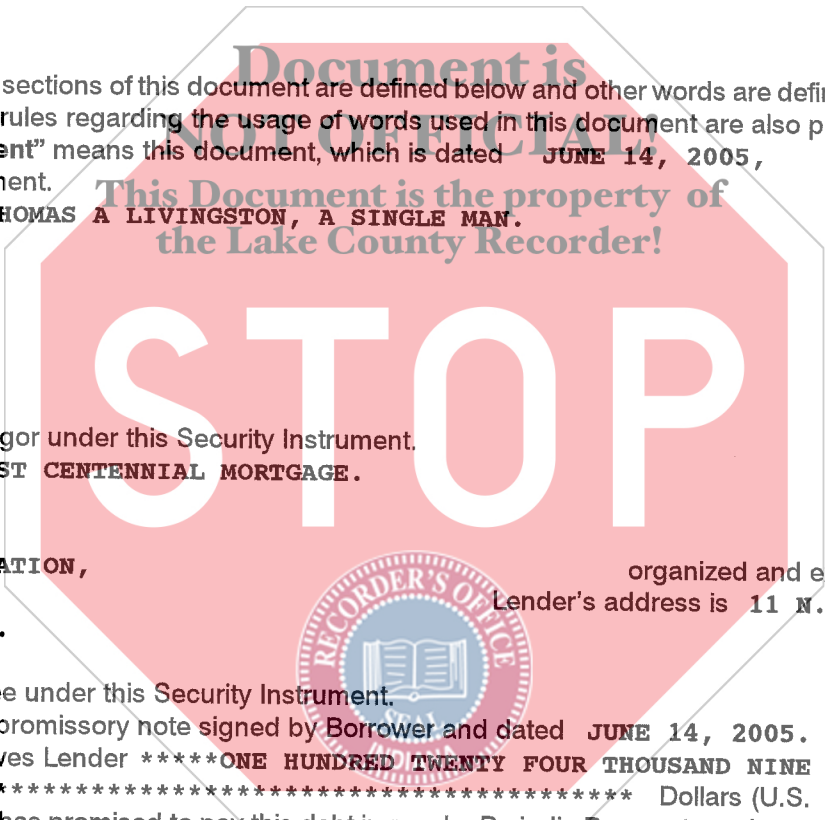 Document is
sections of this document are defined below and other words are defin
rules regarding the usage of words used in this document are also p
NOT OFFICIAL!
ent” means this document, which is dated JUNE 14, 2005,
nent.
This Document is the property of
HOMAS A LIVINGSTON, A SINGLE MAN.
the Lake County Recorder!
STOP
gor under this Security Instrument.
ST CENTENNIAL MORTGAGE.
ATION,
organized and e
Lender's address is 11 N.
.
RECORDER'S OFFICE
SEAL
INDIANA
e under this Security Instrument.
promissory note signed by Borrower and dated JUNE 14, 2005.
ves Lender *****ONE HUNDRED TWENTY FOUR THOUSAND NINE
**************************************** Dollars (U.S.